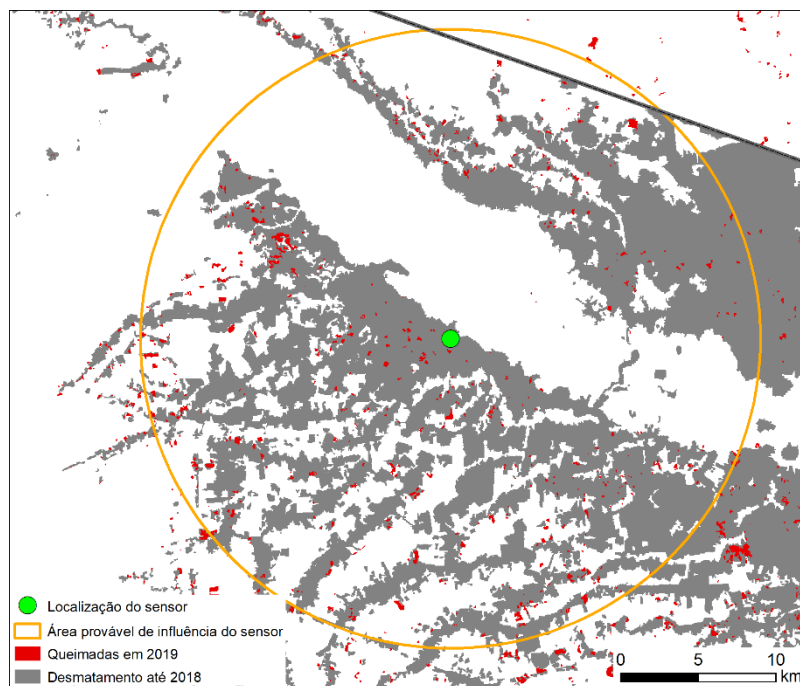 Localização do sensor
Área provável de influência do sensor
Queimadas em 2019
Desmatamento até 2018
0 5 10
km